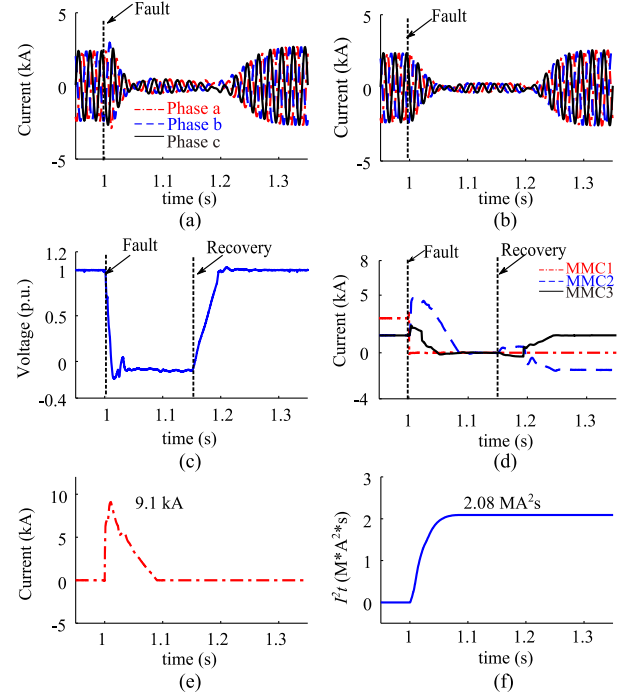 Fault
Current (kA)
5
0
-5
Phase a
Phase b
Phase c
1
1.1
1.2
1.3
time (s)
(a)
Fault
Current (kA)
5
0
-5
1
1.1
1.2
1.3
time (s)
(b)
Fault
Recovery
Voltage (p.u.)
1.2
1
0.5
0
-0.4
1
1.1
1.2
1.3
time (s)
(c)
Fault
Recovery
MMC1
MMC2
MMC3
Current (kA)
8
4
0
-4
1
1.1
1.2
1.3
time (s)
(d)
9.1 kA
Current (kA)
10
5
0
-5
1
1.1
1.2
1.3
time (s)
(e)
2.08 MA²s
I²t (M*A²*s)
3
2
1
0
1
1.1
1.2
1.3
time (s)
(f)